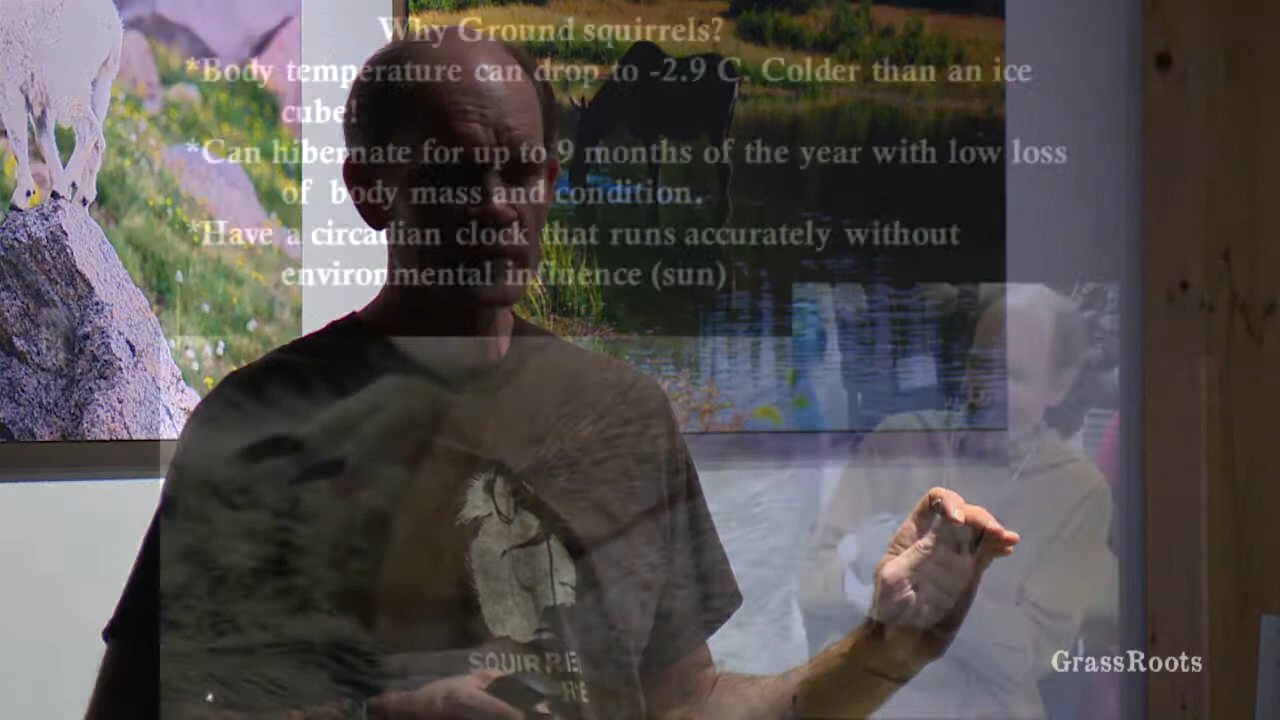 Why Ground squirrels?
*Body temperature can drop to -2.9 C. Colder than an ice
cube!
*Can hibernate for up to 9 months of the year with low loss
of body mass and condition.
*Have a circadian clock that runs accurately without
environmental influence (sun)
GrassRoots